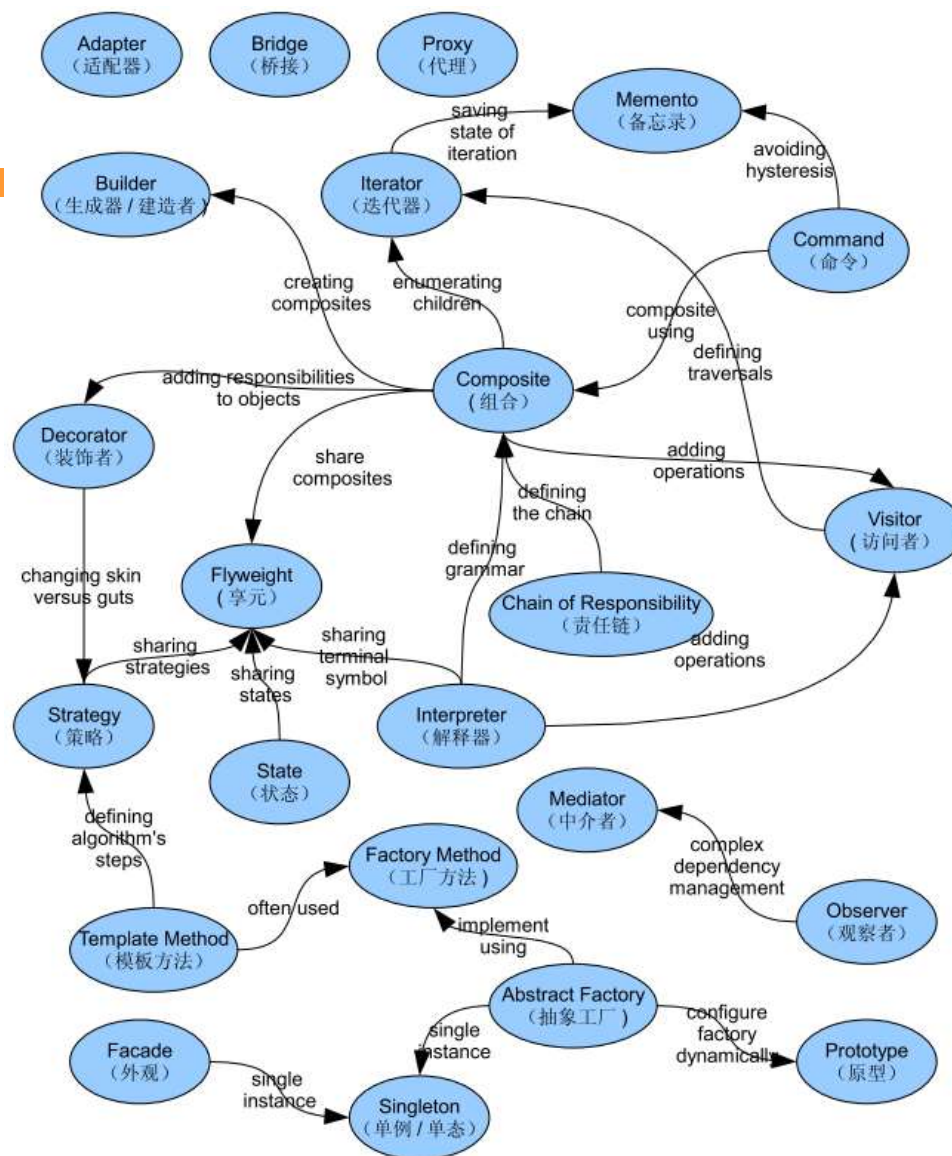 Adapter
（适配器）
Bridge
（桥接）
Proxy
（代理）
Memento
（备忘录）
saving
state of
iteration
avoiding
hysteresis
Builder
（生成器 / 建造者 ）
Iterator
（迭代器）
Command
（命令）
creating
composites
enumerating
children
composite
using
defining
traversals
adding responsibilities
to objects
Composite
( 组合）
Decorator
（装饰者）
share
composites
adding
operations
defining
the chain
Visitor
( 访问者）
changing skin
versus guts
Flyweight
( 享元）
defining
grammar
Chain of Responsibility
（责任链）
sharing
strategies
sharing
states
sharing
terminal
symbol
adding
operations
Strategy
（策略）
State
（状态）
Interpreter
（解释器）
Mediator
（中介者）
defining
algorithm's
steps
Factory Method
（工厂方法 )
complex
dependency
management
often used
Observer
（观察者）
Template Method
（模板方法）
implement
using
Abstract Factory
（抽象工厂 )
single
instance
configure
factory
dynamically
Facade
（外观）
Prototype
（原型）
single
instance
Singleton
（单例 / 单态）